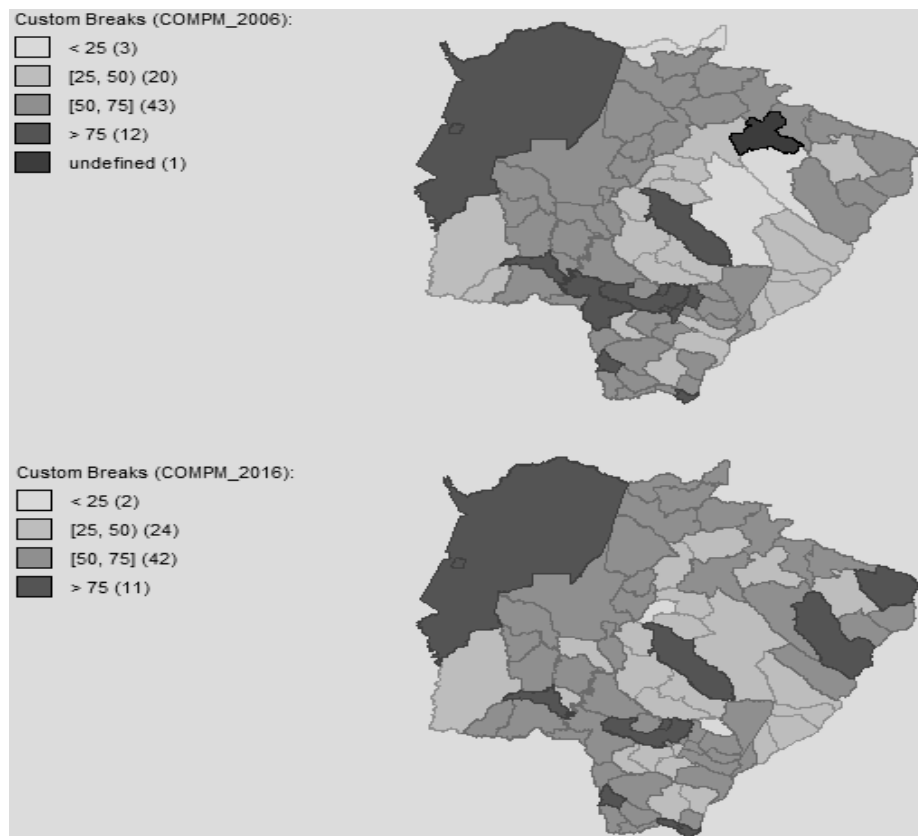 Custom Breaks (COMPM_2006):
< 25 (3)
[25, 50) (20)
[50, 75] (43)
> 75 (12)
undefined (1)
Custom Breaks (COMPM_2016):
< 25 (2)
[25, 50) (24)
[50, 75] (42)
> 75 (11)